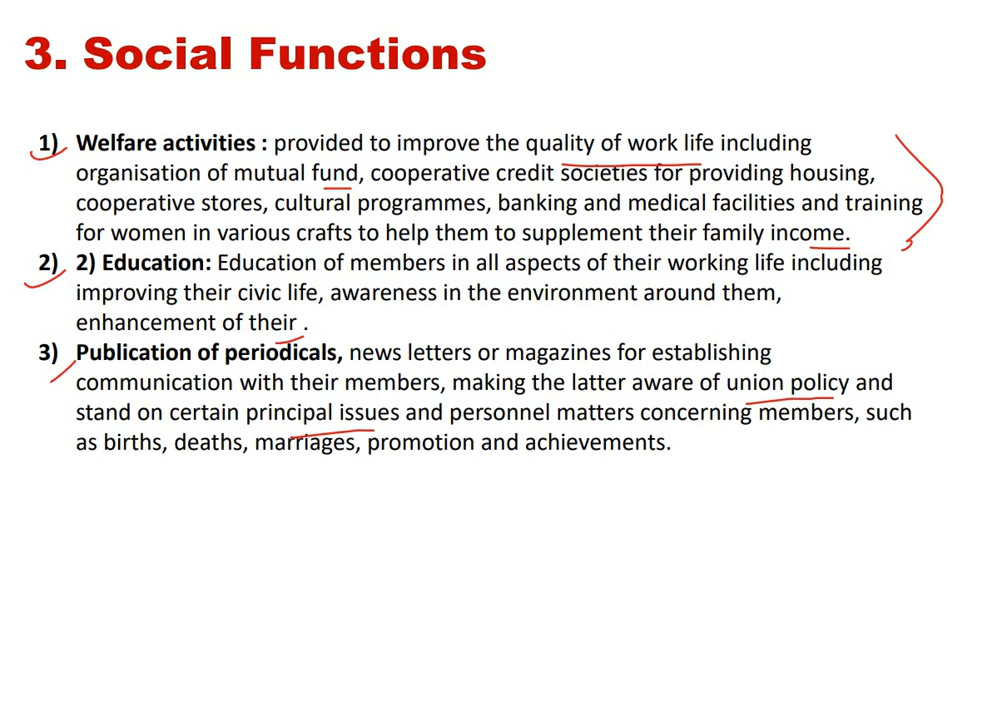 3. Social Functions
1) Welfare activities : provided to improve the quality of work life including
organisation of mutual fund, cooperative credit societies for providing housing,
cooperative stores, cultural programmes, banking and medical facilities and training
for women in various crafts to help them to supplement their family income.
2) 2) Education: Education of members in all aspects of their working life including
improving their civic life, awareness in the environment around them,
enhancement of their .
3) Publication of periodicals, news letters or magazines for establishing
communication with their members, making the latter aware of union policy and
stand on certain principal issues and personnel matters concerning members, such
as births, deaths, marriages, promotion and achievements.